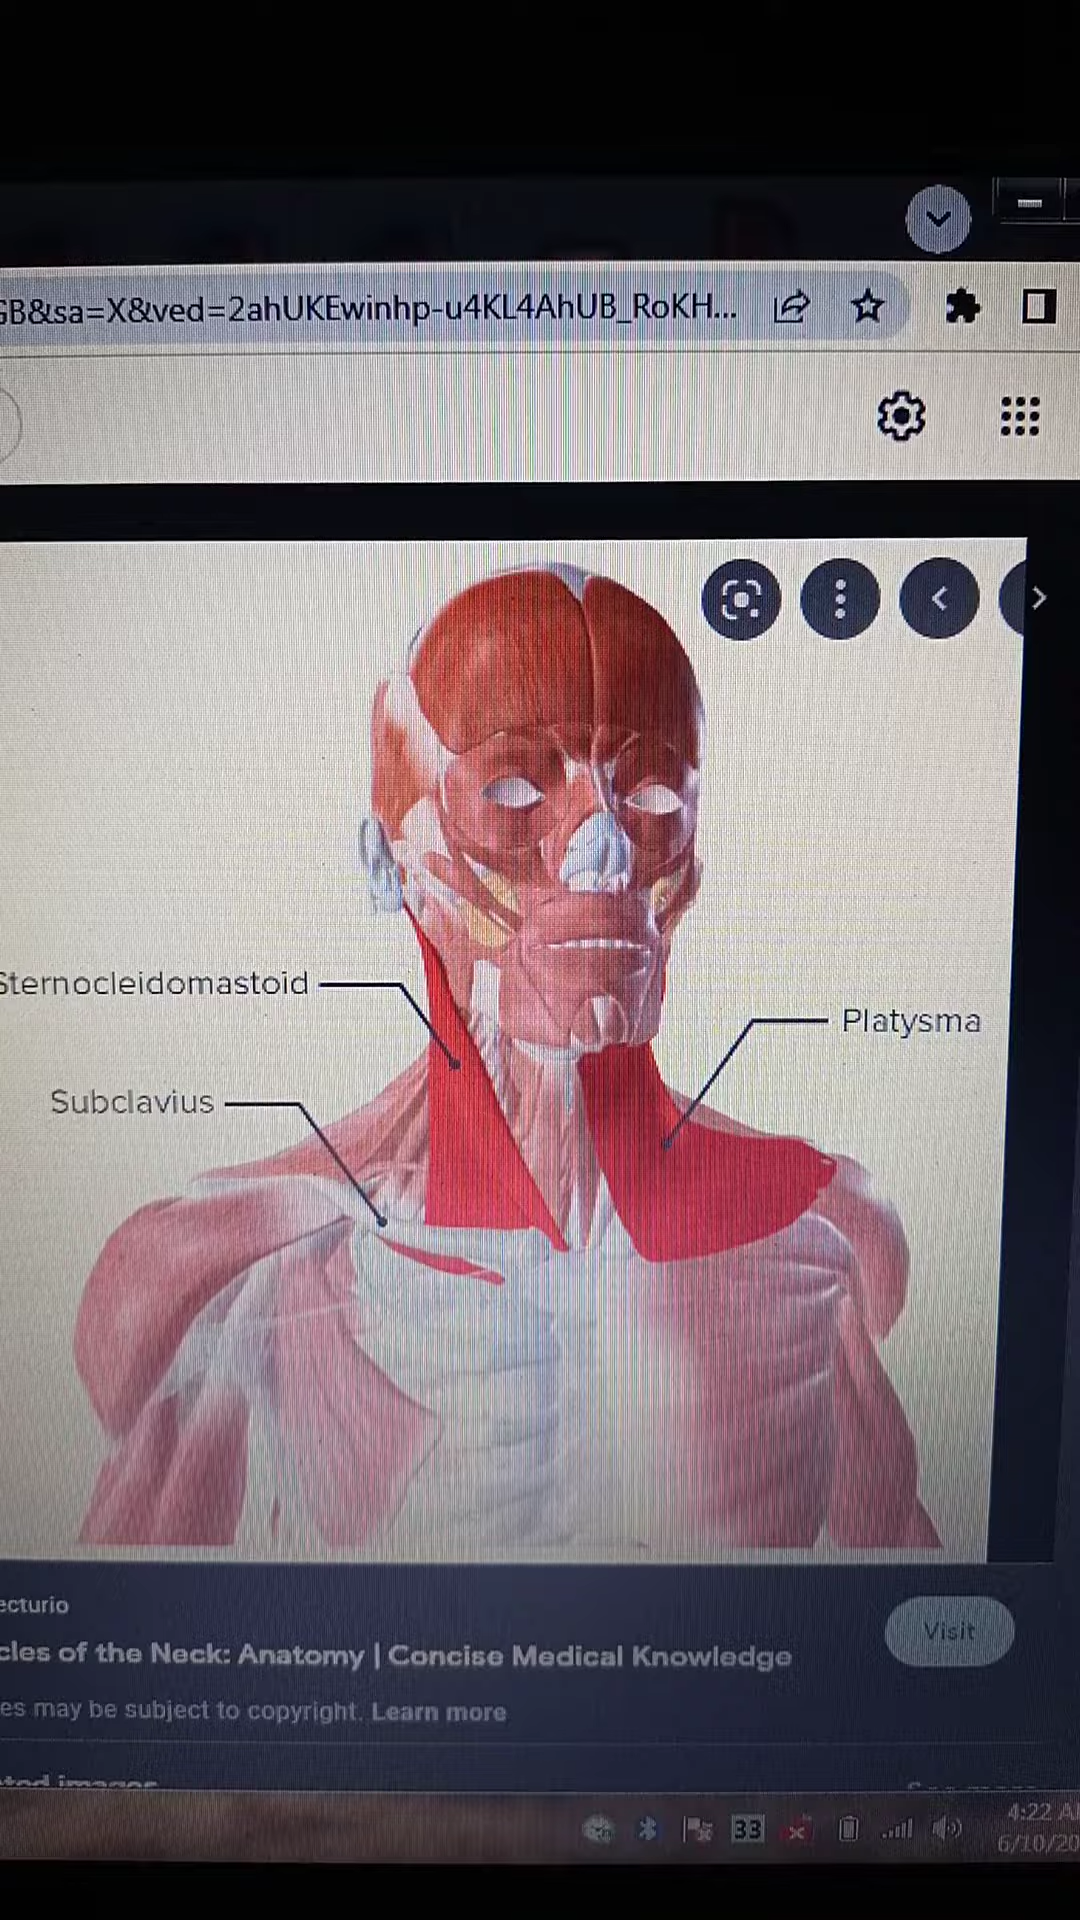 GB&sa=X&ved=2ahUKEwinhp-u4KL4AhUB_RoKH...
Sternocleidomastoid
Platysma
Subclavius
ecturio
Visit
cles of the Neck: Anatomy | Concise Medical Knowledge
es may be subject to copyright. Learn more
33
4:22 A
6/10/20